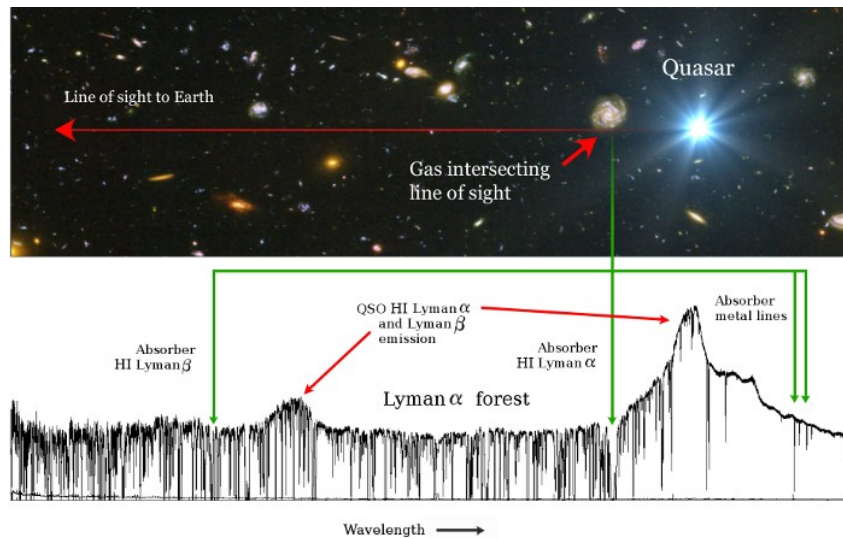 Quasar
Line of sight to Earth
Gas intersecting
line of sight
QSO HI Lyman α
and Lyman β
emission
Absorber
metal lines
Absorber
HI Lyman β
Absorber
HI Lyman α
Lyman α forest
Wavelength